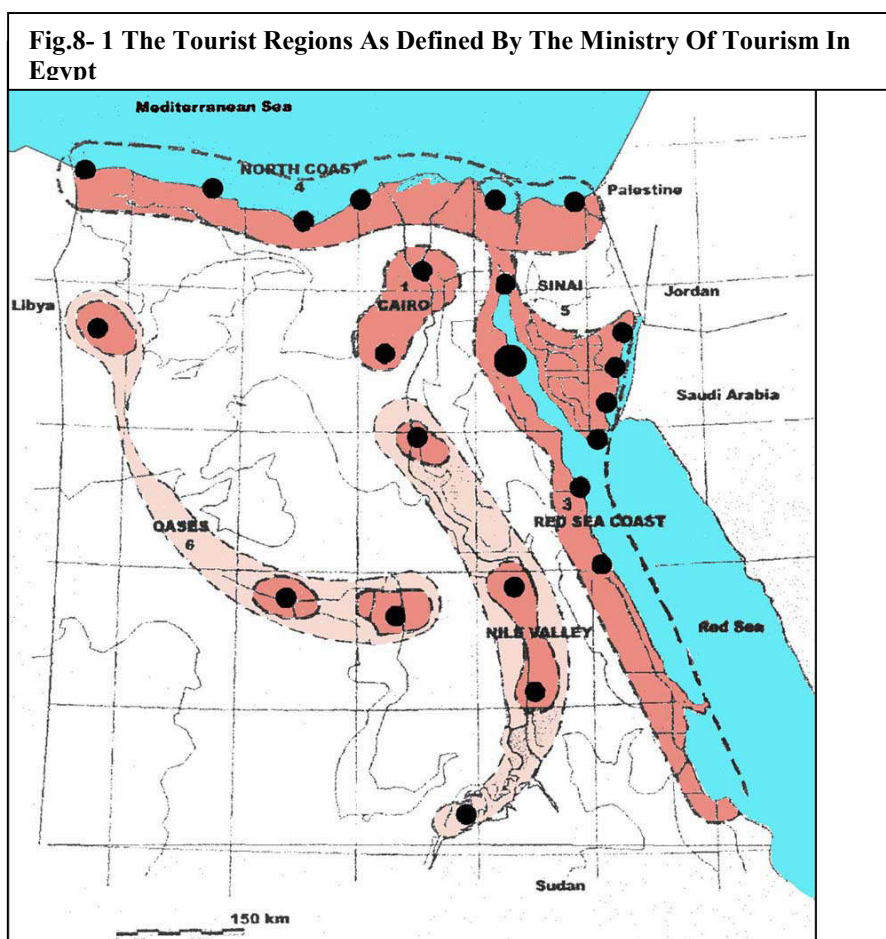 Fig.8- 1 The Tourist Regions As Defined By The Ministry Of Tourism In
Egypt
Mediterranean Sea
NORTH COAST
4
Palestine
1
CAIRO
SINAI
5
Libya
Jordan
Saudi Arabia
OASES
6
3
RED SEA COAST
NILE VALLEY
Red Sea
Sudan
150 km